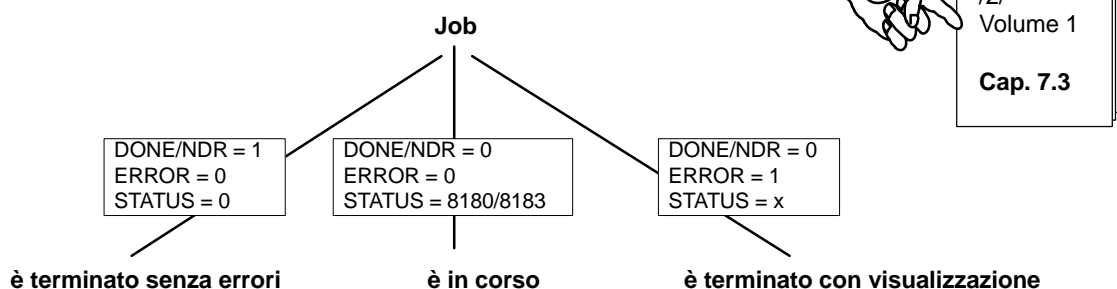 /2/
Volume 1
Cap. 7.3
Job
DONE/NDR = 1
ERROR = 0
STATUS = 0
DONE/NDR = 0
ERROR = 0
STATUS = 8180/8183
DONE/NDR = 0
ERROR = 1
STATUS = x
è terminato senza errori
è in corso
è terminato con visualizzazione